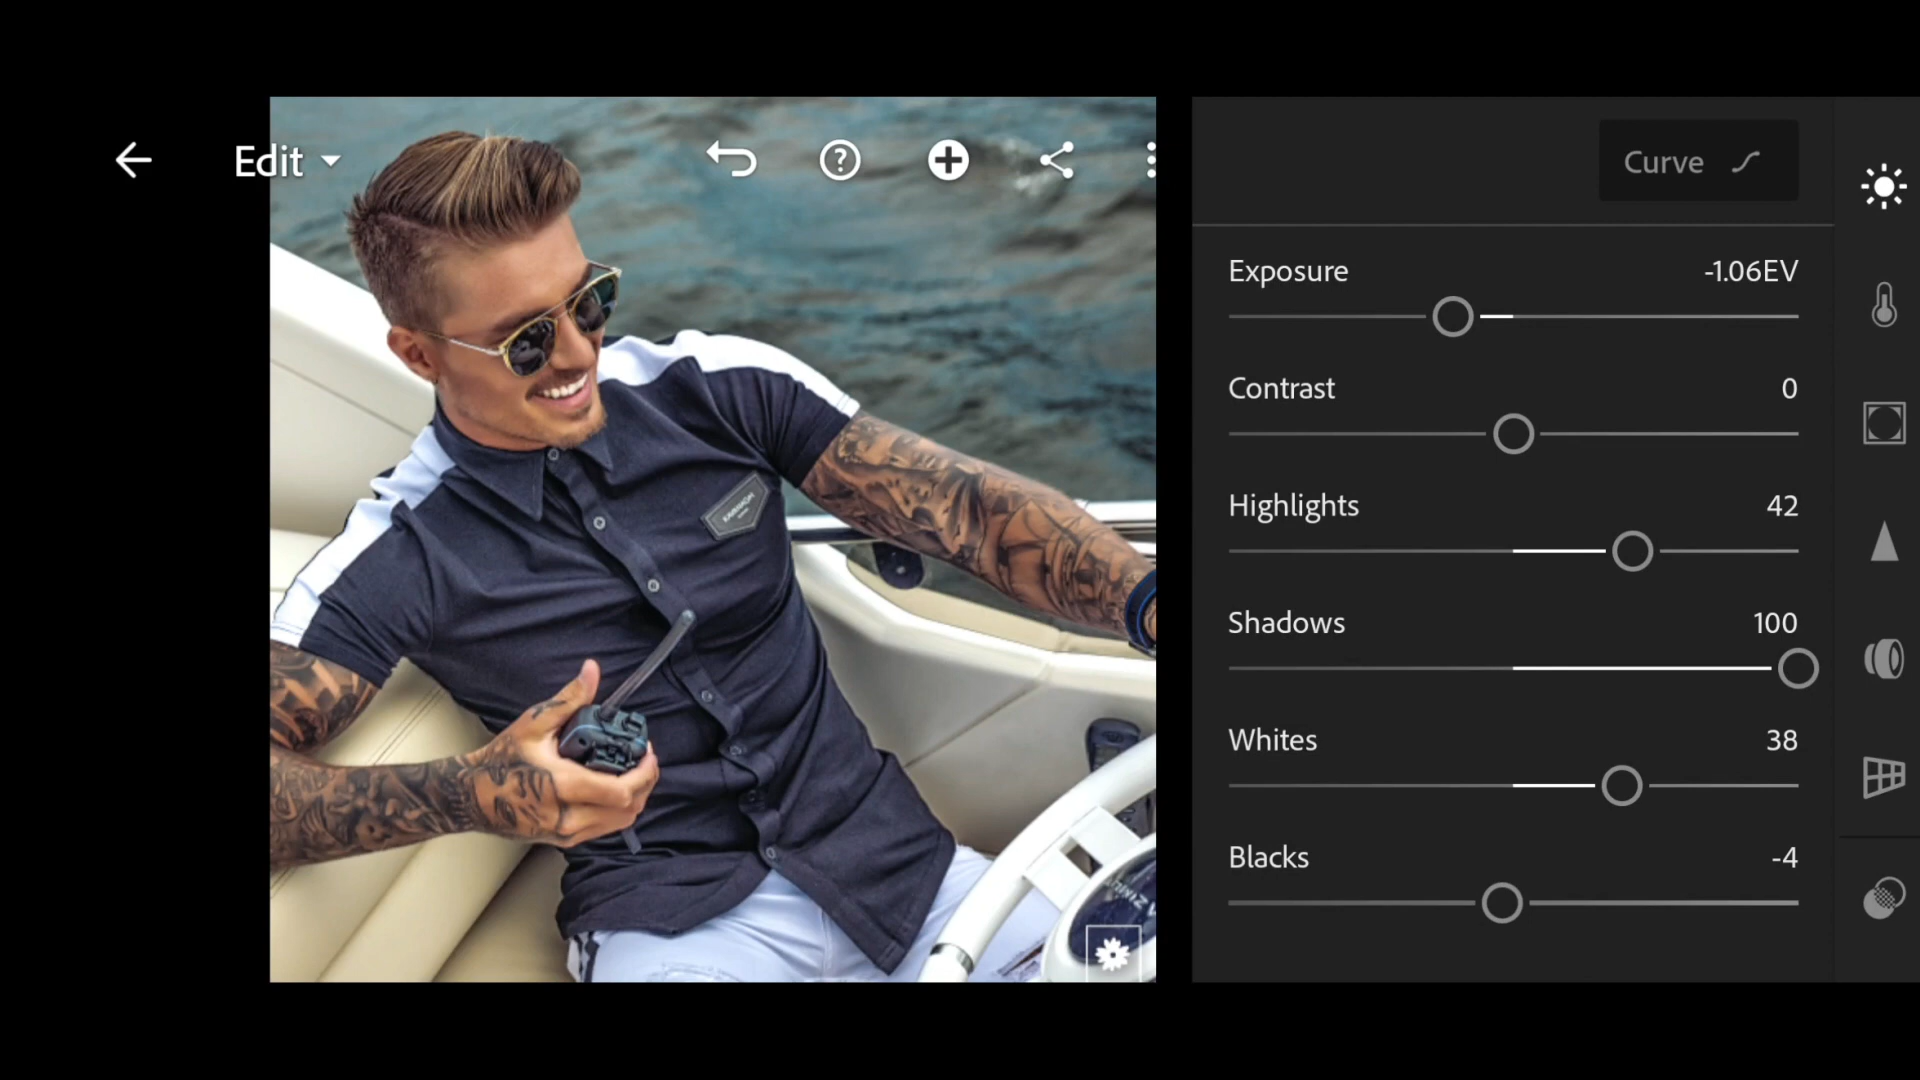 Edit
Curve
Exposure
-1.06EV
Contrast
0
Highlights
42
Shadows
100
Whites
38
Blacks
-4